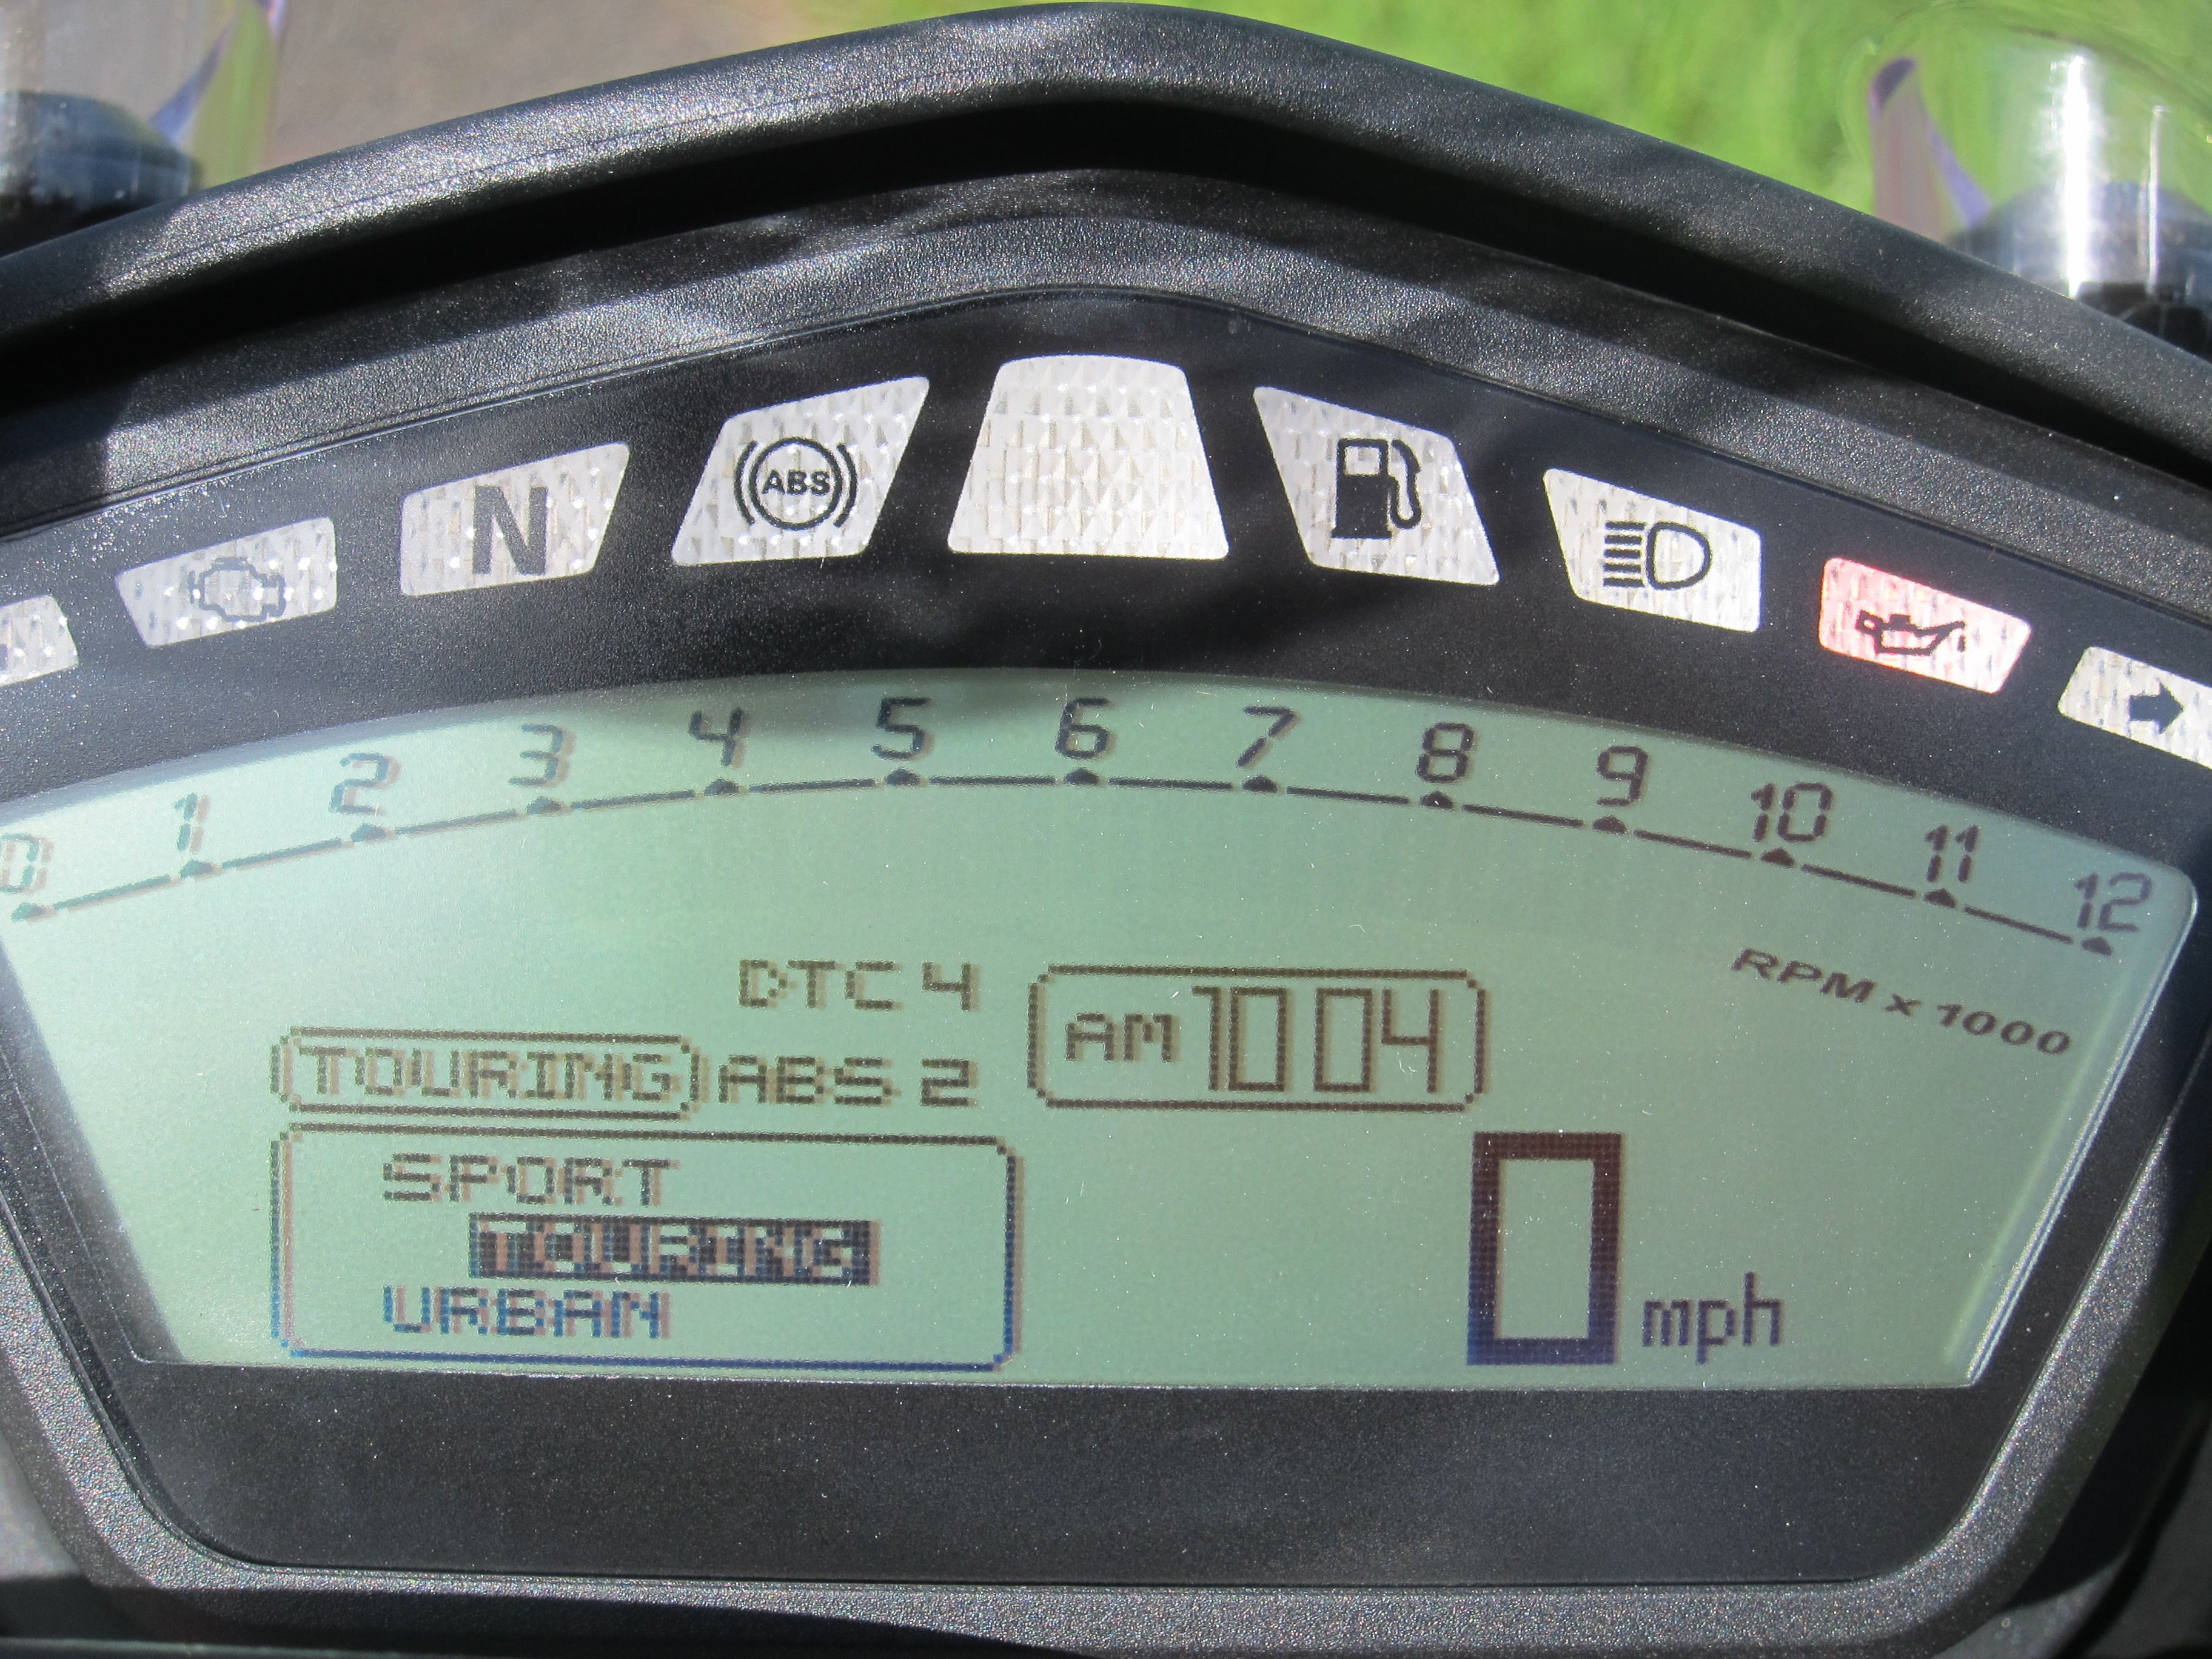 N
ABS
0 1 2 3 4 5 6 7 8 9 10 11 12
RPM x 1000
DTC 4
AM 10 04
TOURING ABS 2
SPORT
TOURING
URBAN
0 mph